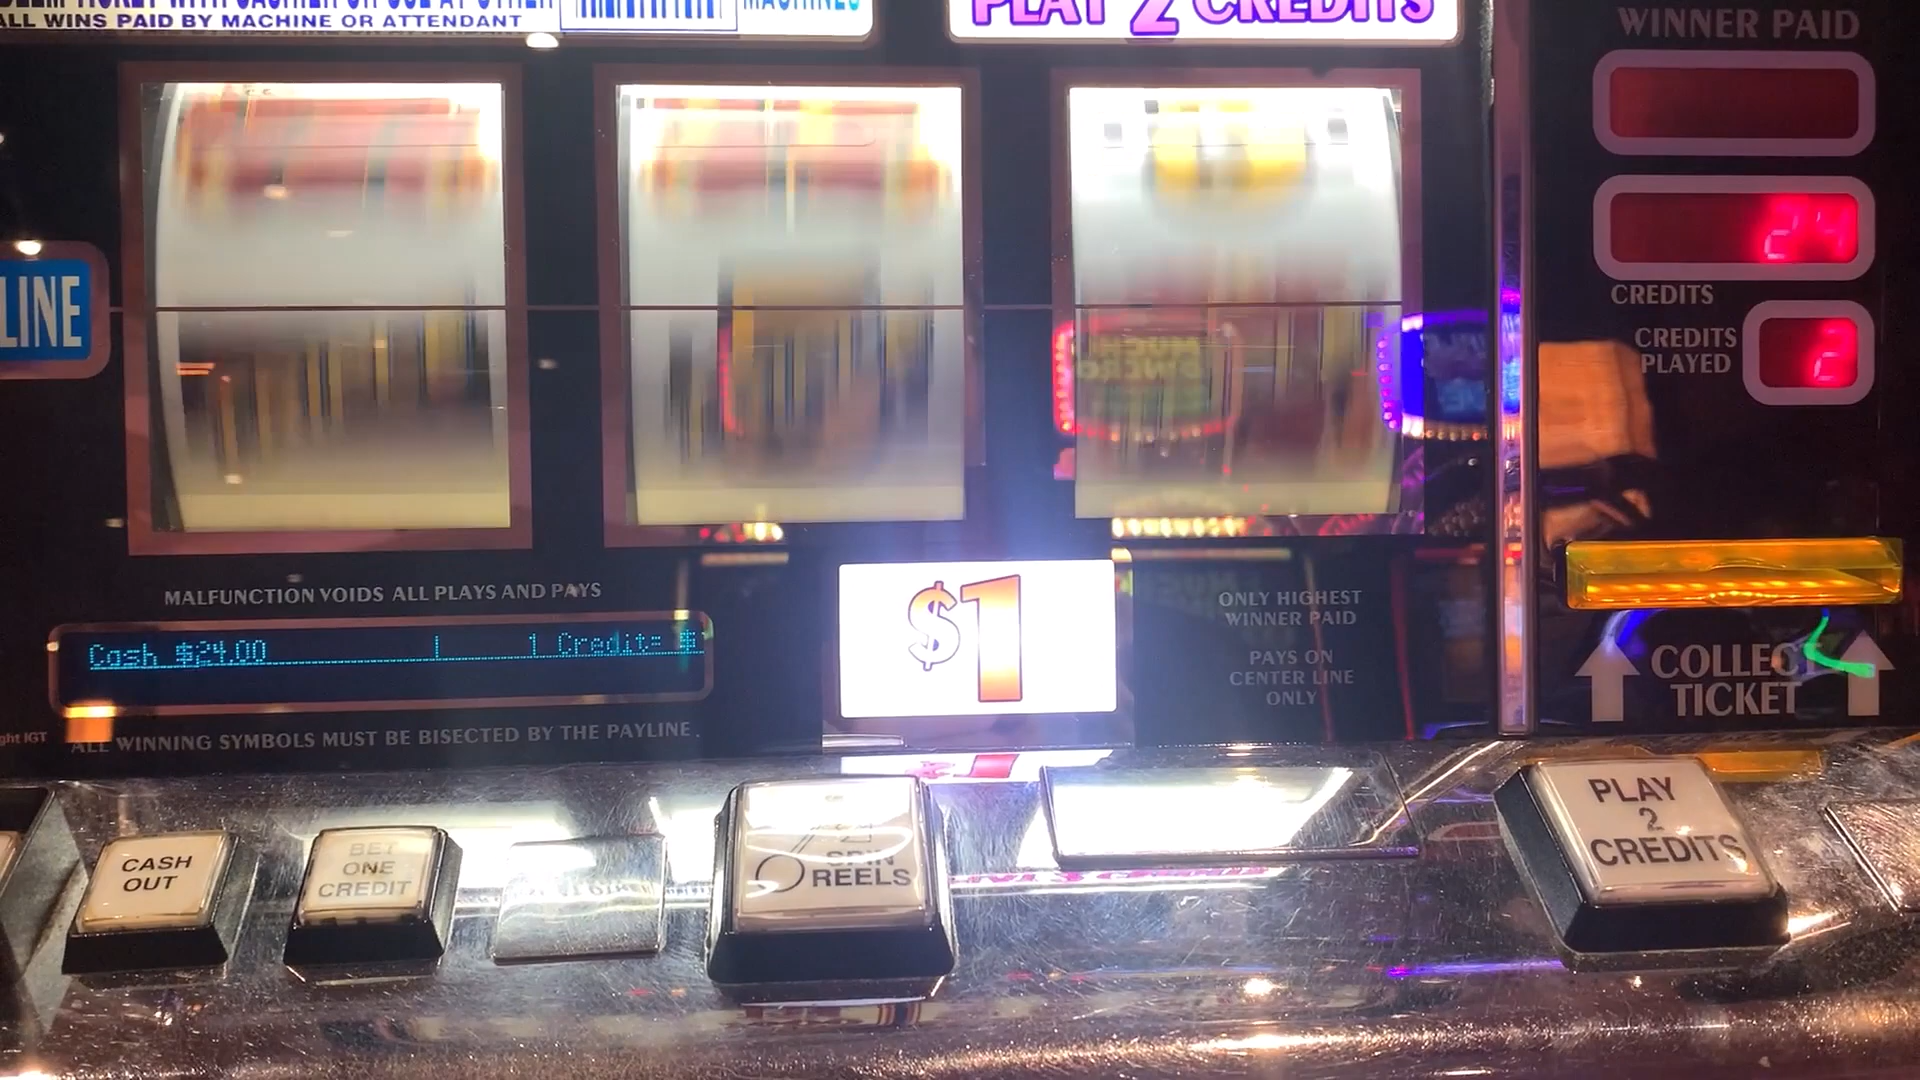 ALL WINS PAID BY MACHINE OR ATTENDANT
MACHINES
PLAY 2 CREDITS
WINNER PAID
24
CREDITS
CREDITS
PLAYED
2
LINE
MALFUNCTION VOIDS ALL PLAYS AND PAYS
Cash $24.00 1 Credit= $
ALL WINNING SYMBOLS MUST BE BISECTED BY THE PAYLINE.
IGT
$1
ONLY HIGHEST
WINNER PAID
PAYS ON
CENTER LINE
ONLY
COLLECT
TICKET
CASH
OUT
BET
ONE
CREDIT
SPIN
REELS
PLAY
2
CREDITS